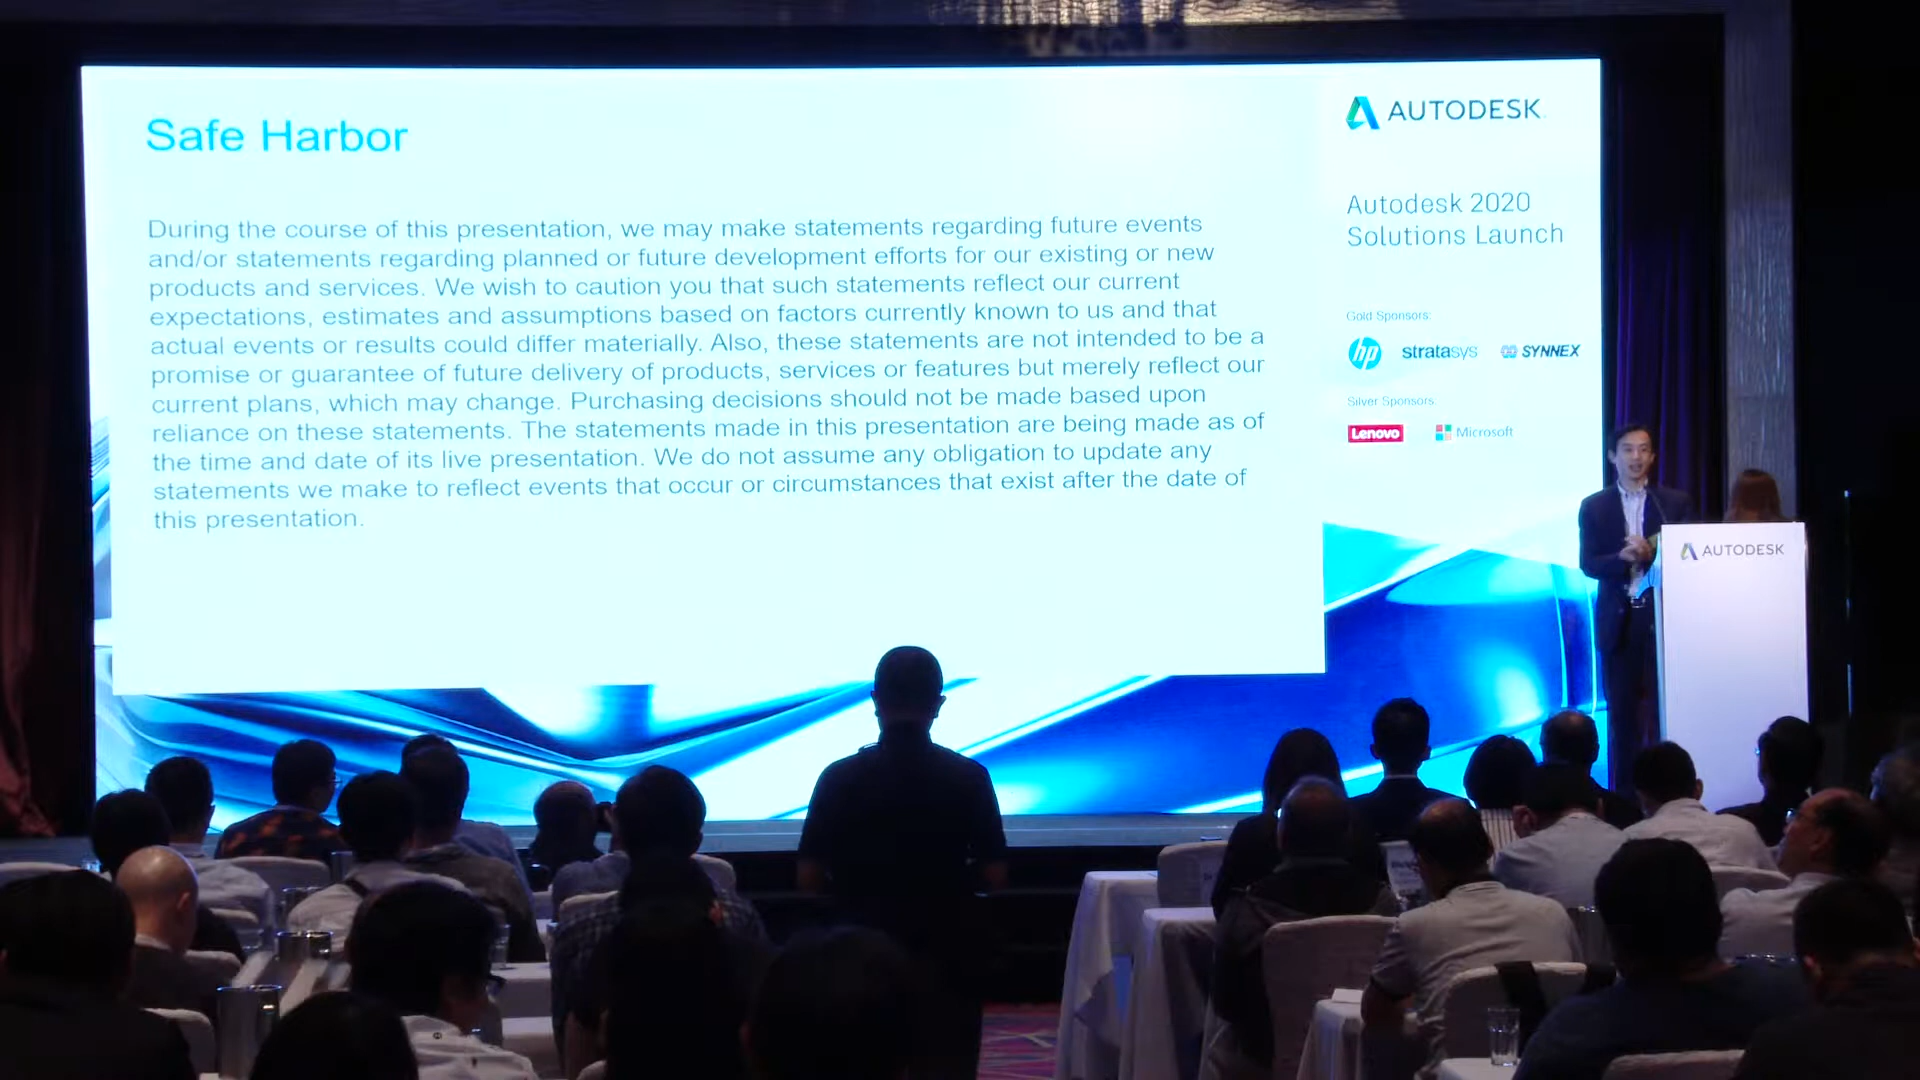 Safe Harbor
During the course of this presentation, we may make statements regarding future events
and/or statements regarding planned or future development efforts for our existing or new
products and services. We wish to caution you that such statements reflect our current
expectations, estimates and assumptions based on factors currently known to us and that
actual events or results could differ materially. Also, these statements are not intended to be a
promise or guarantee of future delivery of products, services or features but merely reflect our
current plans, which may change. Purchasing decisions should not be made based upon
reliance on these statements. The statements made in this presentation are being made as of
the time and date of its live presentation. We do not assume any obligation to update any
statements we make to reflect events that occur or circumstances that exist after the date of
this presentation.
AUTODESK
Autodesk 2020
Solutions Launch
Gold Sponsors:
hp stratasys SYNNEX
Silver Sponsors:
Lenovo Microsoft
AUTODESK